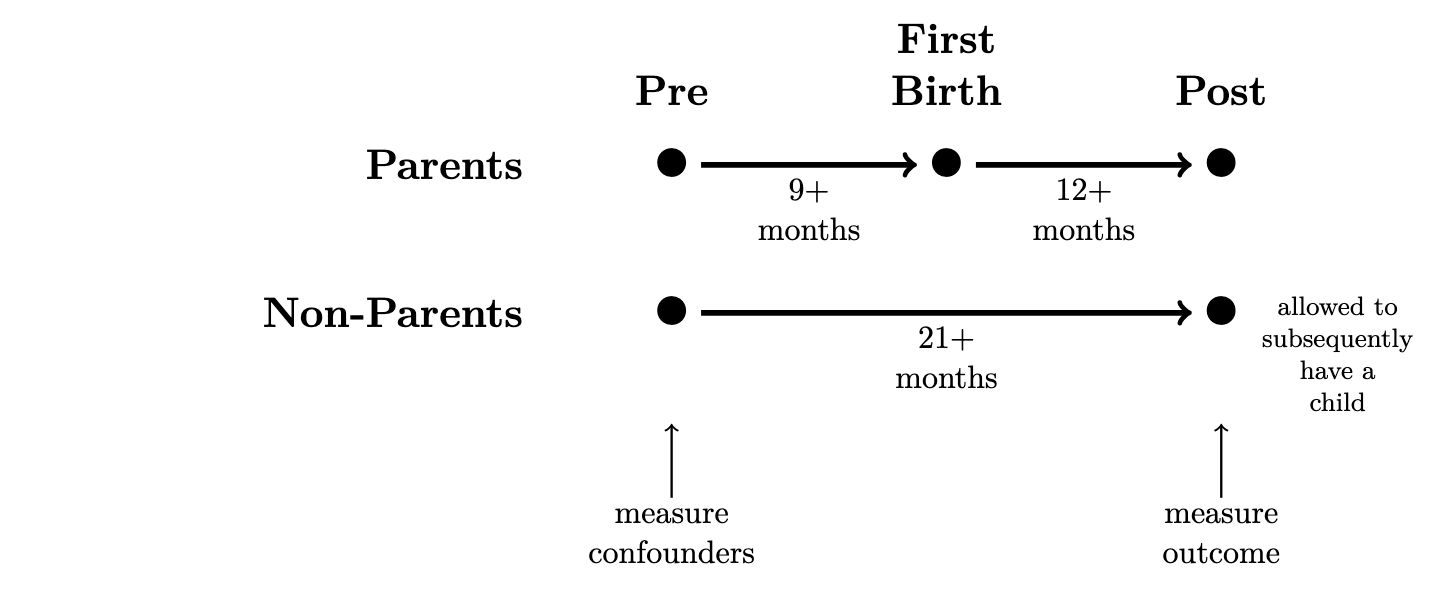 First
Pre Birth Post
Parents
9+ 12+
months months
Non-Parents
21+
months
allowed to
subsequently
have a
child
measure
confounders
measure
outcome